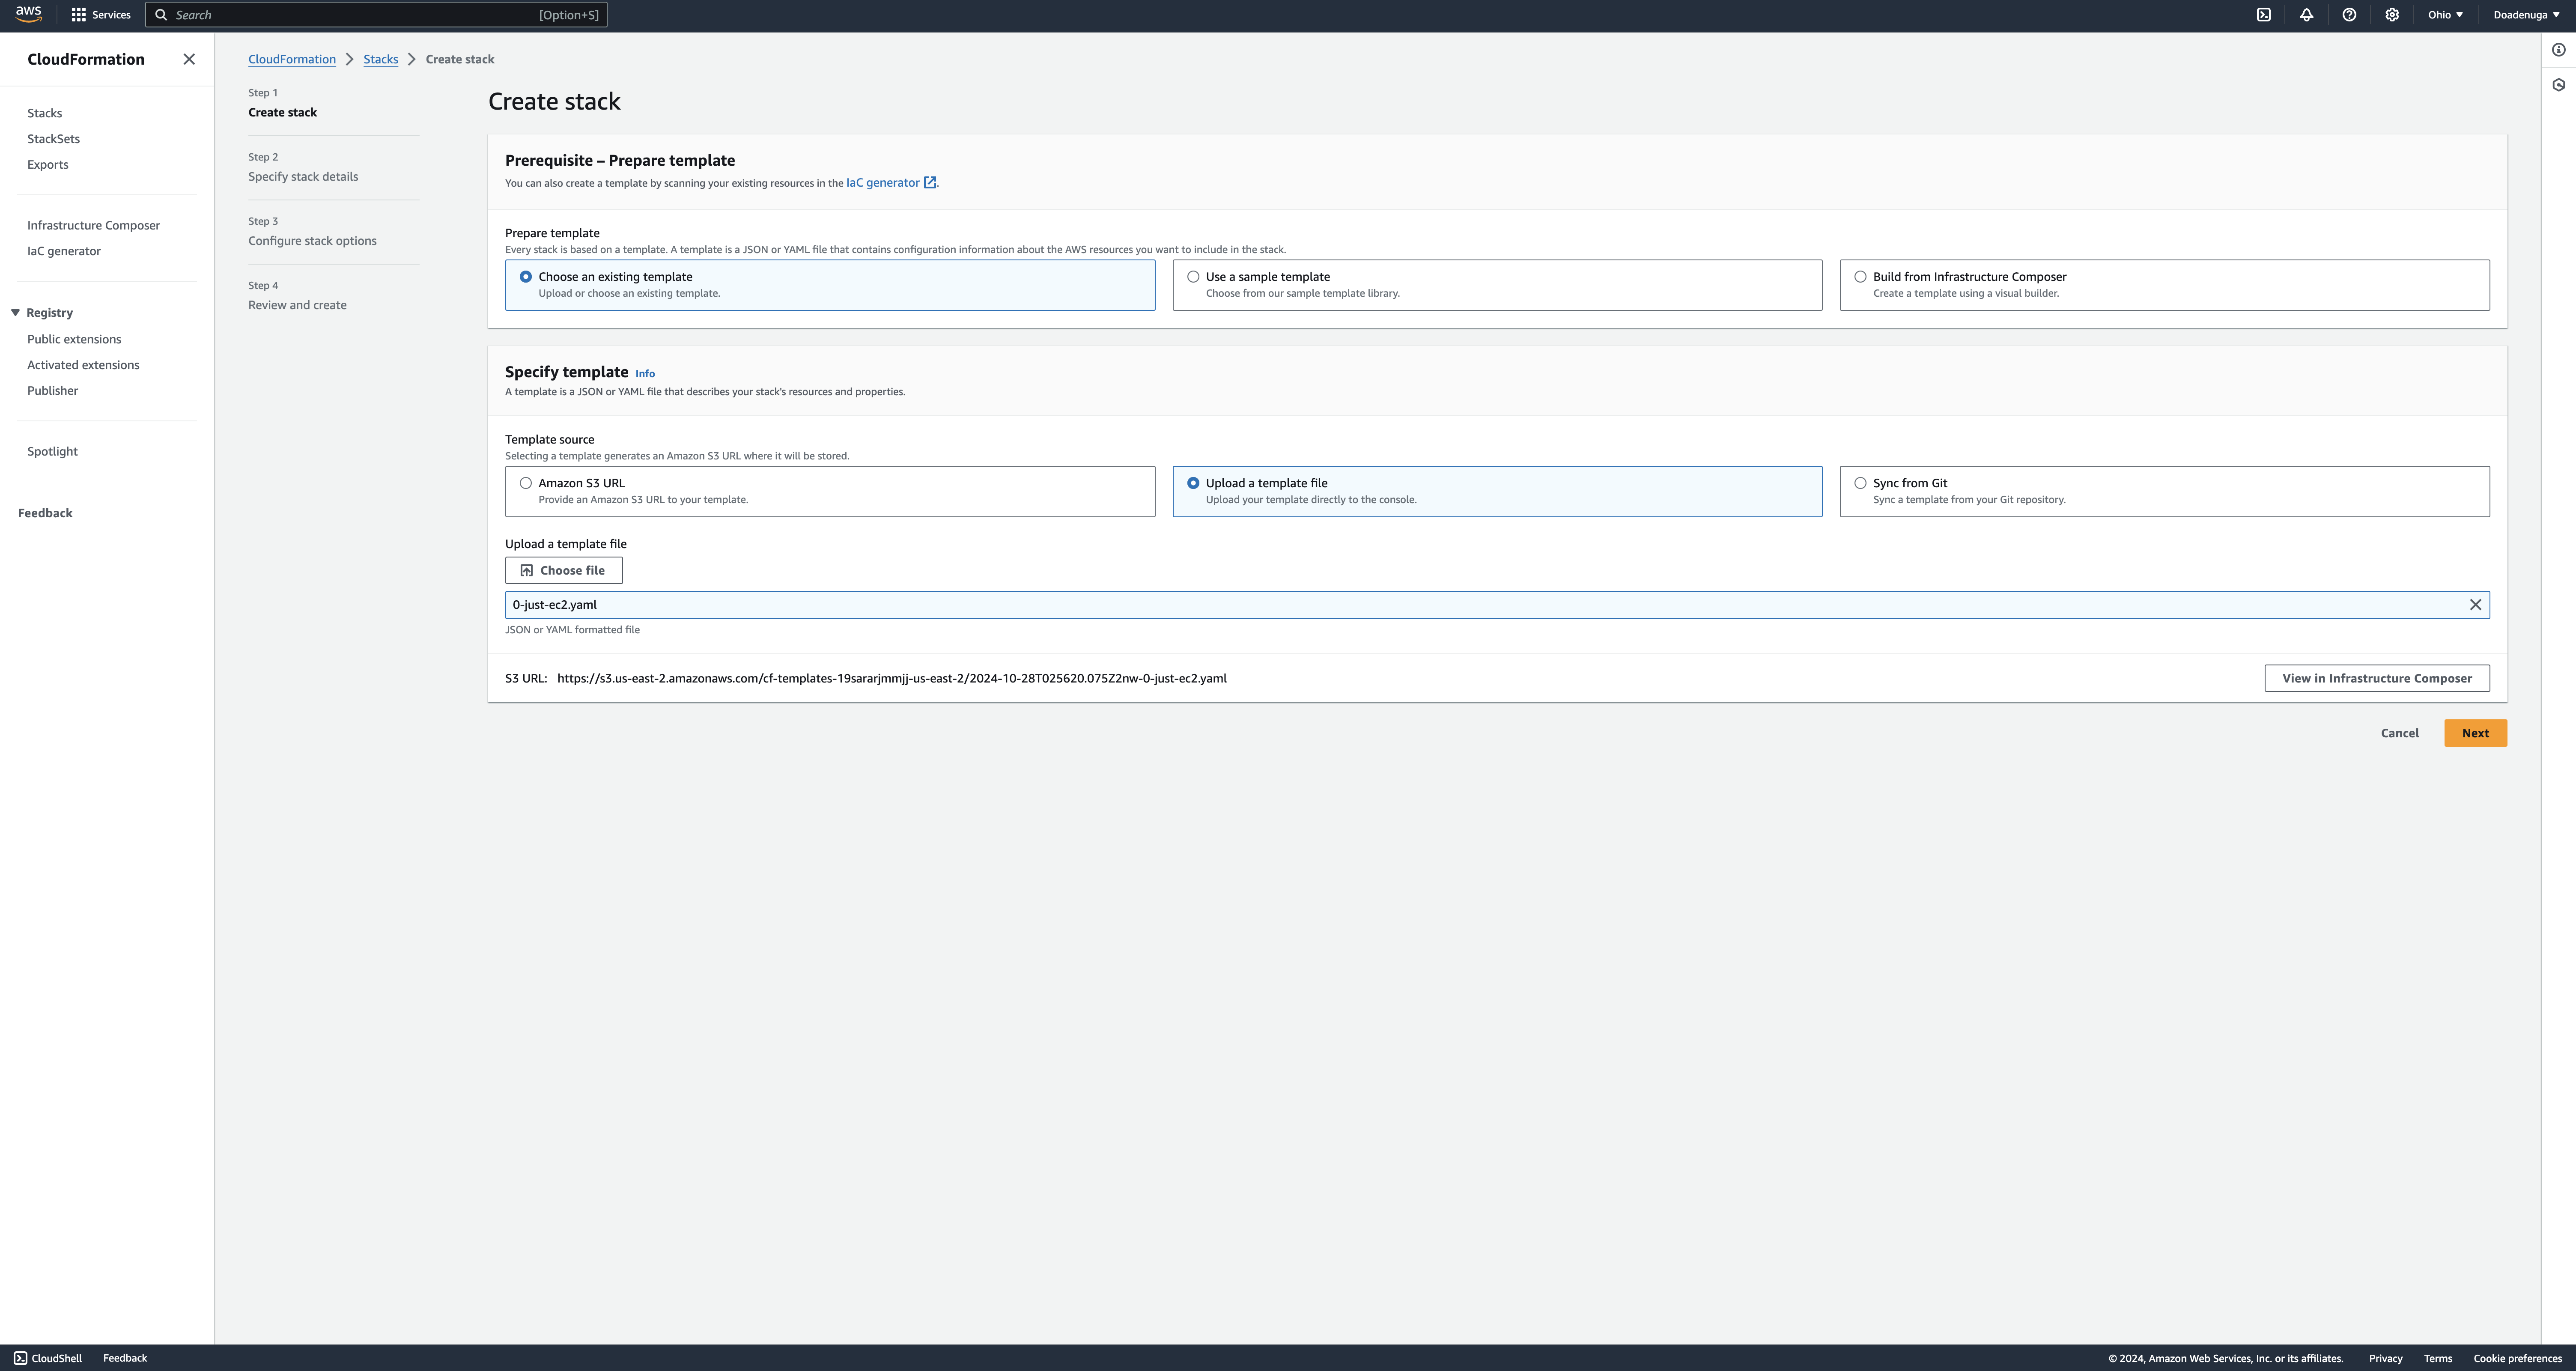 aws
Services
Search
[Option+S]
Ohio
Doadenuga
CloudFormation
Stacks
StackSets
Exports
Infrastructure Composer
IaC generator
Registry
Public extensions
Activated extensions
Publisher
Spotlight
Feedback
CloudFormation
Stacks
Create stack
Step 1
Create stack
Step 2
Specify stack details
Step 3
Configure stack options
Step 4
Review and create
Create stack
Prerequisite – Prepare template
You can also create a template by scanning your existing resources in the IaC generator .
Prepare template
Every stack is based on a template. A template is a JSON or YAML file that contains configuration information about the AWS resources you want to include in the stack.
Choose an existing template
Upload or choose an existing template.
Use a sample template
Choose from our sample template library.
Build from Infrastructure Composer
Create a template using a visual builder.
Specify template Info
A template is a JSON or YAML file that describes your stack's resources and properties.
Template source
Selecting a template generates an Amazon S3 URL where it will be stored.
Amazon S3 URL
Provide an Amazon S3 URL to your template.
Upload a template file
Upload your template directly to the console.
Sync from Git
Sync a template from your Git repository.
Upload a template file
Choose file
0-just-ec2.yaml
JSON or YAML formatted file
S3 URL: https://s3.us-east-2.amazonaws.com/cf-templates-19sararjmmjj-us-east-2/2024-10-28T025620.075Z2nw-0-just-ec2.yaml
View in Infrastructure Composer
Cancel
Next
CloudShell
Feedback
© 2024, Amazon Web Services, Inc. or its affiliates.
Privacy
Terms
Cookie preferences